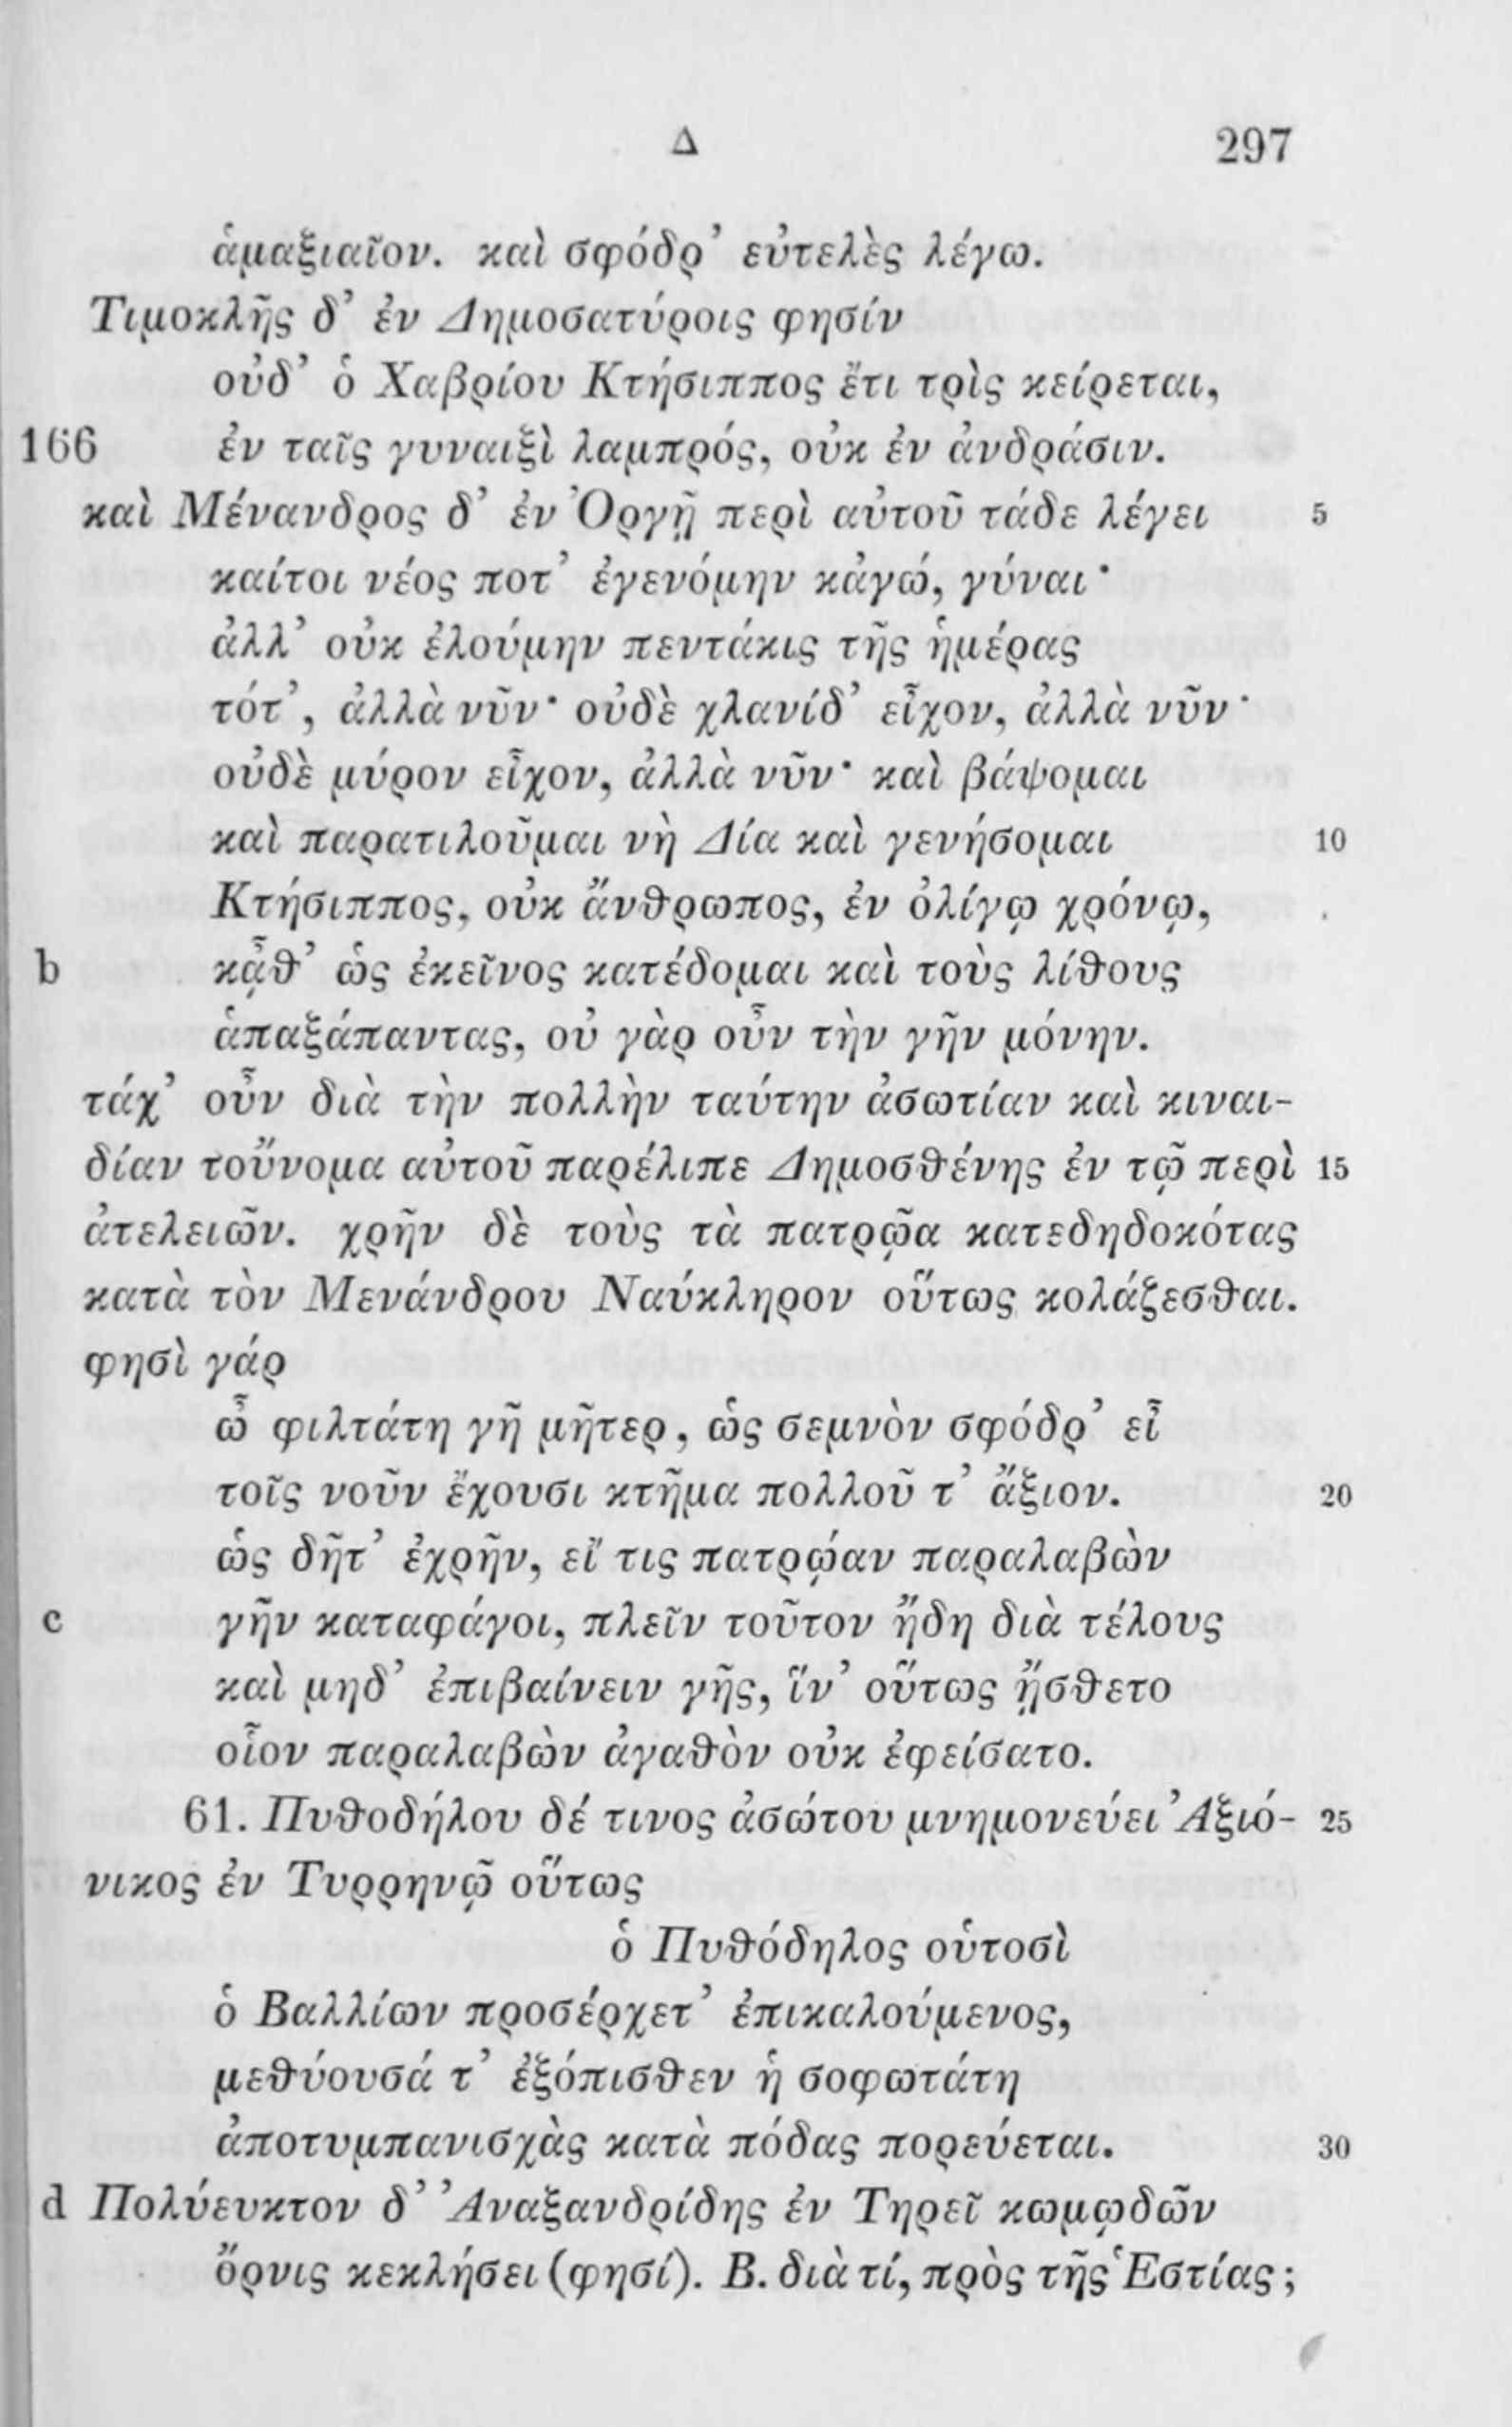 Δ 297
ἁμαξιαῖον. καὶ σφόδρ’ εὐτελὲς λέγω.
Τιμοκλῆς δ’ ἐν Δημοσατύροις φησίν
οὐδ’ ὁ Χαβρίου Κτήσιππος ἔτι τρὶς κείρεται,
166 ἐν ταῖς γυναιξὶ λαμπρός, οὐκ ἐν ἀνδράσιν.
καὶ Μένανδρος δ’ ἐν Ὀργῇ περὶ αὐτοῦ τάδε λέγει 5
καίτοι νέος ποτ’ ἐγενόμην κἀγώ, γύναι·
ἀλλ’ οὐκ ἐλούμην πεντάκις τῆς ἡμέρας
τότ’, ἀλλὰ νῦν· οὐδὲ χλανίδ’ εἶχον, ἀλλὰ νῦν·
οὐδὲ μύρον εἶχον, ἀλλὰ νῦν· καὶ βάψομαι
καὶ παρατιλοῦμαι νὴ Δία καὶ γενήσομαι 10
Κτήσιππος, οὐκ ἄνθρωπος, ἐν ὀλίγῳ χρόνῳ,
b κᾆθ’ ὡς ἐκεῖνος κατέδομαι καὶ τοὺς λίθους
ἁπαξάπαντας, οὐ γὰρ οὖν τὴν γῆν μόνην.
τάχ’ οὖν διὰ τὴν πολλὴν ταύτην ἀσωτίαν καὶ κιναι-
δίαν τοὔνομα αὐτοῦ παρέλιπε Δημοσθένης ἐν τῷ περὶ 15
ἀτελειῶν. χρῆν δὲ τοὺς τὰ πατρῷα κατεδηδοκότας
κατὰ τὸν Μενάνδρου Ναύκληρον οὕτως κολάζεσθαι.
φησὶ γάρ
ὦ φιλτάτη γῆ μῆτερ, ὡς σεμνὸν σφόδρ’ εἶ
τοῖς νοῦν ἔχουσι κτῆμα πολλοῦ τ’ ἄξιον. 20
ὡς δῆτ’ ἐχρῆν, εἴ τις πατρῴαν παραλαβὼν
c γῆν καταφάγοι, πλεῖν τοῦτον ἤδη διὰ τέλους
καὶ μηδ’ ἐπιβαίνειν γῆς, ἵν’ οὕτως ᾔσθετο
οἷον παραλαβὼν ἀγαθὸν οὐκ ἐφείσατο.
61. Πυθοδήλου δέ τινος ἀσώτου μνημονεύει Ἀξιό- 25
νικος ἐν Τυρρηνῷ οὕτως
ὁ Πυθόδηλος οὑτοσὶ
ὁ Βαλλίων προσέρχετ’ ἐπικαλούμενος,
μεθύουσά τ’ ἐξόπισθεν ἡ σοφωτάτη
ἀποτυμπανισχὰς κατὰ πόδας πορεύεται. 30
d Πολύευκτον δ’ Ἀναξανδρίδης ἐν Τηρεῖ κωμῳδῶν
ὄρνις κεκλήσει (φησί). Β. διὰ τί, πρὸς τῆς Ἑστίας;